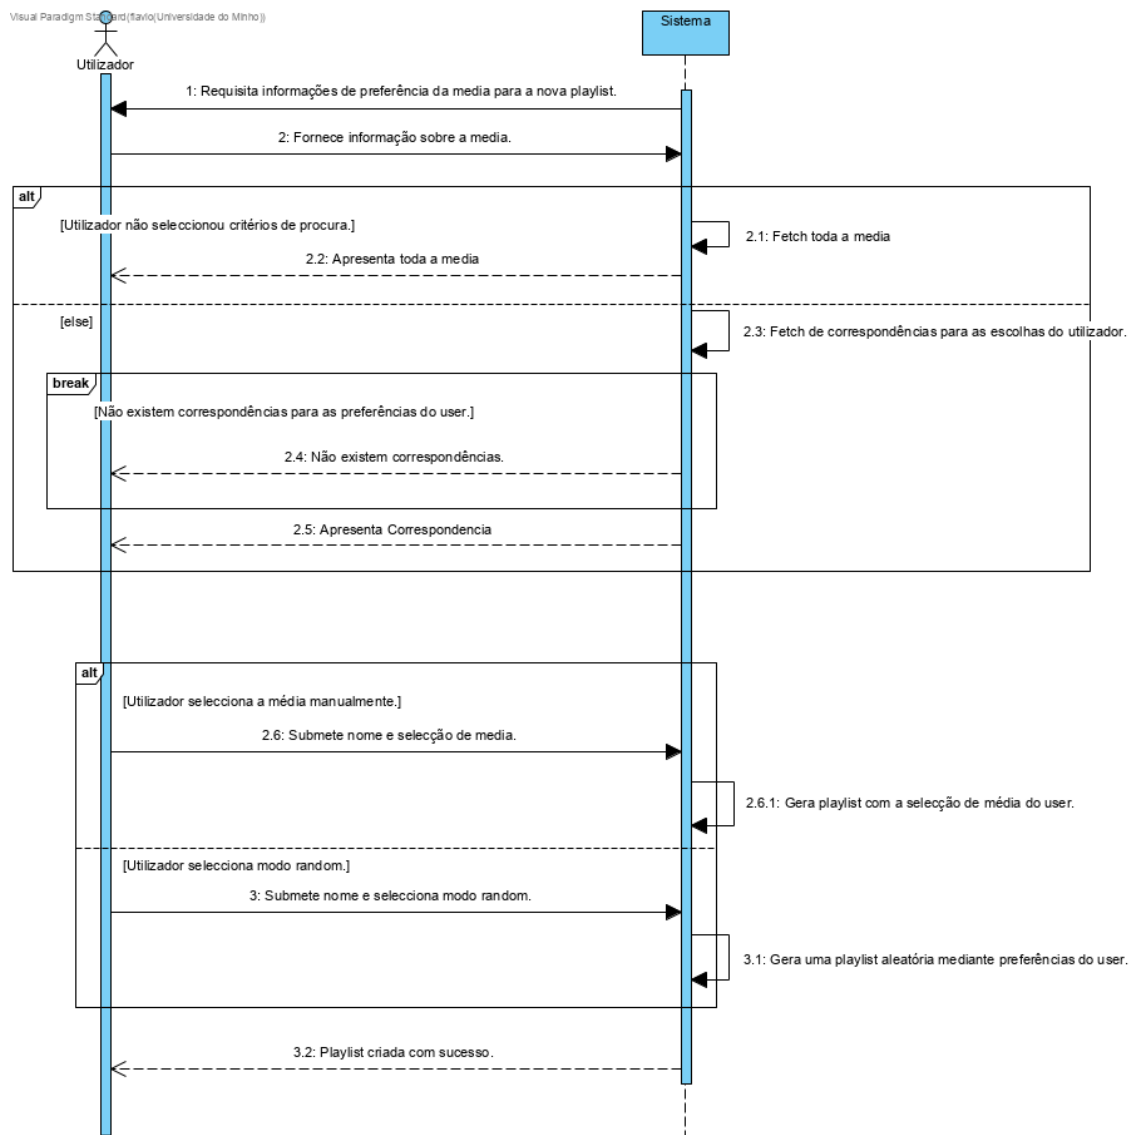 Visual Paradigm Standard(flavio(Universidade do Minho))
Sistema
Utilizador
1: Requisita informações de preferência da media para a nova playlist.
2: Fornece informação sobre a media.
alt
[Utilizador não seleccionou critérios de procura.]
2.1: Fetch toda a media
2.2: Apresenta toda a media
[else]
2.3: Fetch de correspondências para as escolhas do utilizador.
break
[Não existem correspondências para as preferências do user.]
2.4: Não existem correspondências.
2.5: Apresenta Correspondencia
alt
[Utilizador selecciona a média manualmente.]
2.6: Submete nome e selecção de media.
2.6.1: Gera playlist com a selecção de média do user.
[Utilizador selecciona modo random.]
3: Submete nome e selecciona modo random.
3.1: Gera uma playlist aleatória mediante preferências do user.
3.2: Playlist criada com sucesso.